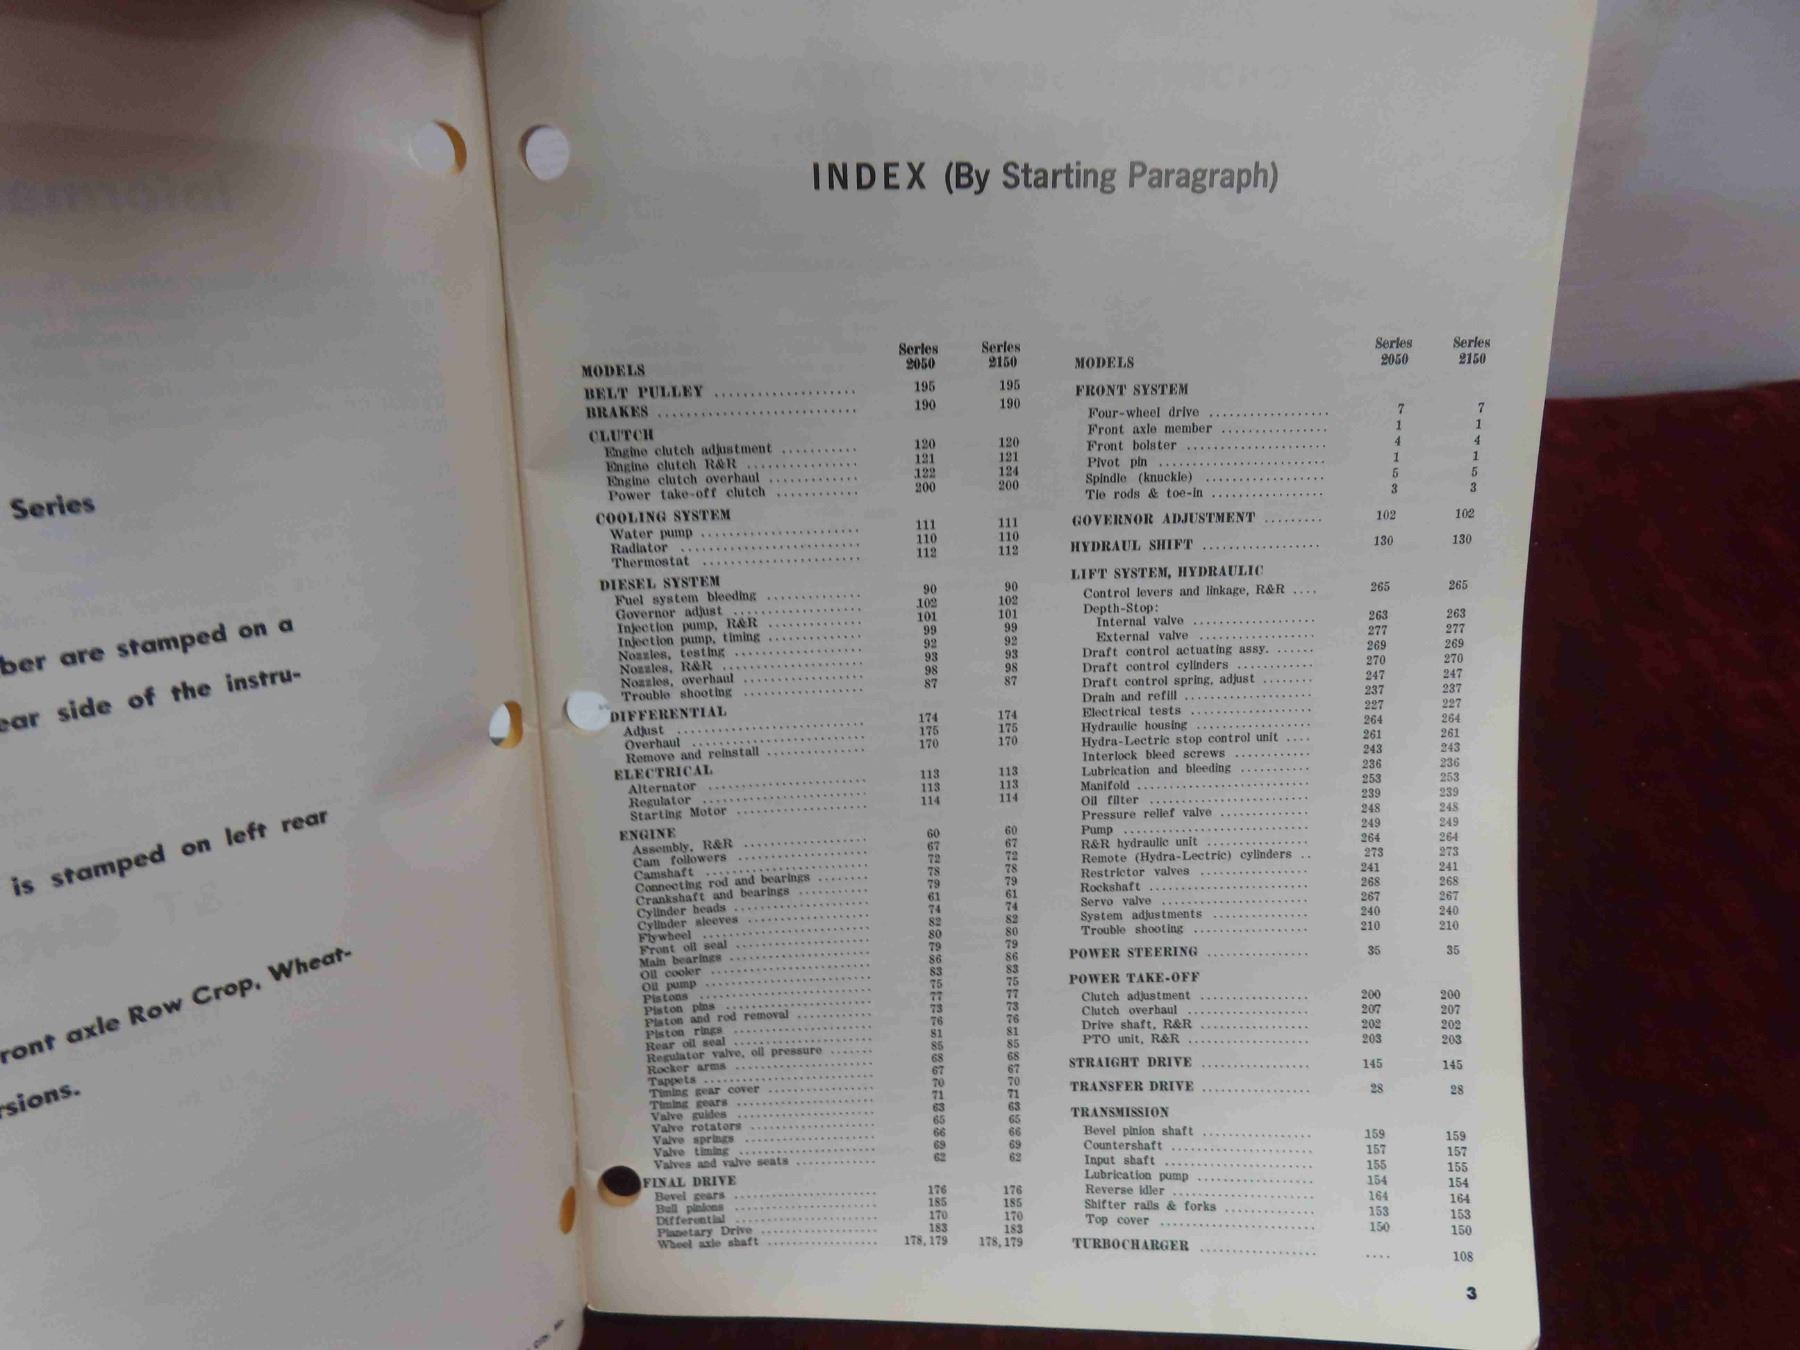 Series
ber are stamped on a
ear side of the instru-
is stamped on left rear
ront axle Row Crop, Wheat-
rsions.
INDEX (By Starting Paragraph)
MODELS Series 2050 Series 2150
BELT PULLEY .................... 195 195
BRAKES ............................ 190 190
CLUTCH
Engine clutch adjustment ........... 120 120
Engine clutch R&R ................ 121 121
Engine clutch overhaul ............. 122 124
Power take-off clutch ............ 200 200
COOLING SYSTEM
Water pump ...................... 111 111
Radiator ......................... 110 110
Thermostat ...................... 112 112
DIESEL SYSTEM
Fuel system bleeding ............. 90 90
Governor adjust .................. 102 102
Injection pump, R&R ............. 101 101
Injection pump, timing ............. 99 99
Nozzles, testing .................. 92 92
Nozzles, R&R .................... 93 93
Nozzles, overhaul ................. 98 98
Trouble shooting ................. 87 87
DIFFERENTIAL
Adjust .......................... 174 174
Overhaul ........................ 175 175
Remove and reinstall .............. 170 170
ELECTRICAL
Alternator ....................... 113 113
Regulator ....................... 113 113
Starting Motor ................... 114 114
ENGINE
Assembly, R&R .................. 60 60
Cam followers ................... 67 67
Camshaft ........................ 72 72
Connecting rod and bearings ........ 78 78
Crankshaft and bearings ........... 79 79
Cylinder heads ................... 61 61
Cylinder sleeves .................. 74 74
Flywheel ........................ 82 82
Front oil seal .................... 80 80
Main bearings .................... 79 79
Oil cooler ....................... 86 86
Oil pump ........................ 83 83
Pistons .......................... 75 75
Piston pins ...................... 77 77
Piston and rod removal ............ 73 73
Piston rings ..................... 76 76
Rear oil seal ..................... 81 81
Regulator valve, oil pressure ....... 85 85
Rocker arms ..................... 68 68
Tappets ......................... 67 67
Timing gear cover ................. 70 70
Timing gears ..................... 71 71
Valve guides ..................... 63 63
Valve rotators .................... 65 65
Valve springs .................... 66 66
Valve timing ..................... 69 69
Valves and valve seats ............ 62 62
FINAL DRIVE
Bevel gears ..................... 176 176
Bull pinions ..................... 185 185
Differential ...................... 170 170
Planetary Drive .................. 183 183
Wheel axle shaft ................. 178, 179 178, 179
MODELS Series 2050 Series 2150
FRONT SYSTEM
Four-wheel drive ................. 7 7
Front axle member ............... 1 1
Front bolster .................... 4 4
Pivot pin ........................ 1 1
Spindle (knuckle) ................ 5 5
Tie rods & toe-in ................ 3 3
GOVERNOR ADJUSTMENT ......... 102 102
HYDRAUL SHIFT .................. 130 130
LIFT SYSTEM, HYDRAULIC
Control levers and linkage, R&R .... 265 265
Depth-Stop:
Internal valve ................... 263 263
External valve .................. 277 277
Draft control actuating assy. ...... 269 269
Draft control cylinders ........... 270 270
Draft control spring, adjust ....... 247 247
Drain and refill .................. 237 237
Electrical tests .................. 227 227
Hydraulic housing ................ 264 264
Hydra-Lectric stop control unit .... 261 261
Interlock bleed screws ............ 243 243
Lubrication and bleeding .......... 236 236
Manifold ......................... 253 253
Oil filter ........................ 239 239
Pressure relief valve ............. 248 248
Pump ........................... 249 249
R&R hydraulic unit .............. 264 264
Remote (Hydra-Lectric) cylinders .. 273 273
Restrictor valves ................ 241 241
Rockshaft ....................... 268 268
Servo valve ..................... 267 267
System adjustments .............. 240 240
Trouble shooting ................. 210 210
POWER STEERING ............... 35 35
POWER TAKE-OFF
Clutch adjustment ................ 200 200
Clutch overhaul .................. 207 207
Drive shaft, R&R ................ 202 202
PTO unit, R&R .................. 203 203
STRAIGHT DRIVE ................ 145 145
TRANSFER DRIVE ................ 28 28
TRANSMISSION
Bevel pinion shaft ................ 159 159
Countershaft .................... 157 157
Input shaft ...................... 155 155
Lubrication pump ................ 154 154
Reverse idler .................... 164 164
Shifter rails & forks ............. 153 153
Top cover ....................... 150 150
TURBOCHARGER ................. .... 108
3